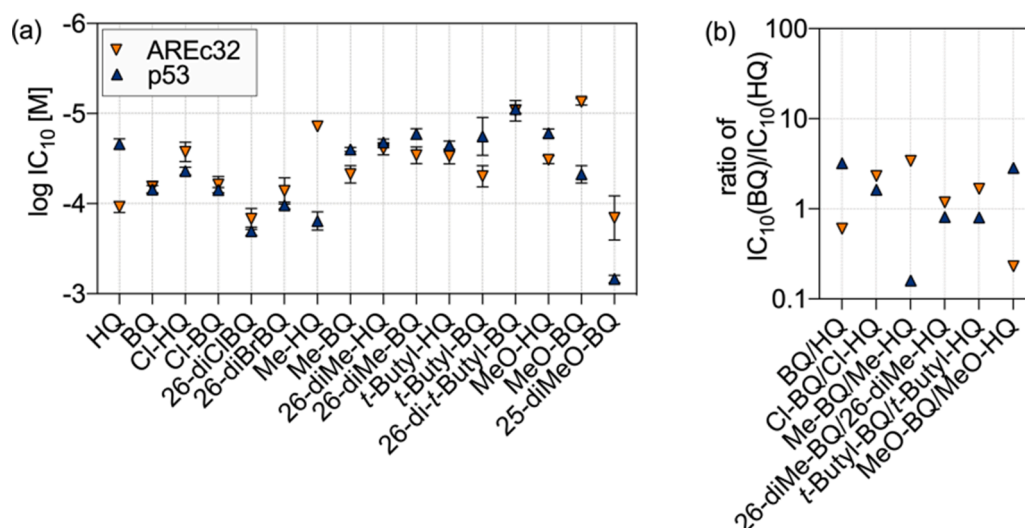 (a)
AREc32
p53
log IC10 [M]
-6
-5
-4
-3
HQ
BQ
Cl-HQ
Cl-BQ
26-diClBQ
26-diBrBQ
Me-HQ
Me-BQ
26-diMe-HQ
26-diMe-BQ
t-Butyl-HQ
t-Butyl-BQ
26-di-t-Butyl-BQ
MeO-HQ
MeO-BQ
25-diMeO-BQ
(b)
ratio of
IC10(BQ)/IC10(HQ)
100
10
1
0.1
BQ/HQ
Cl-BQ/Cl-HQ
Me-BQ/Me-HQ
26-diMe-BQ/26-diMe-HQ
t-Butyl-BQ/t-Butyl-HQ
MeO-BQ/MeO-HQ